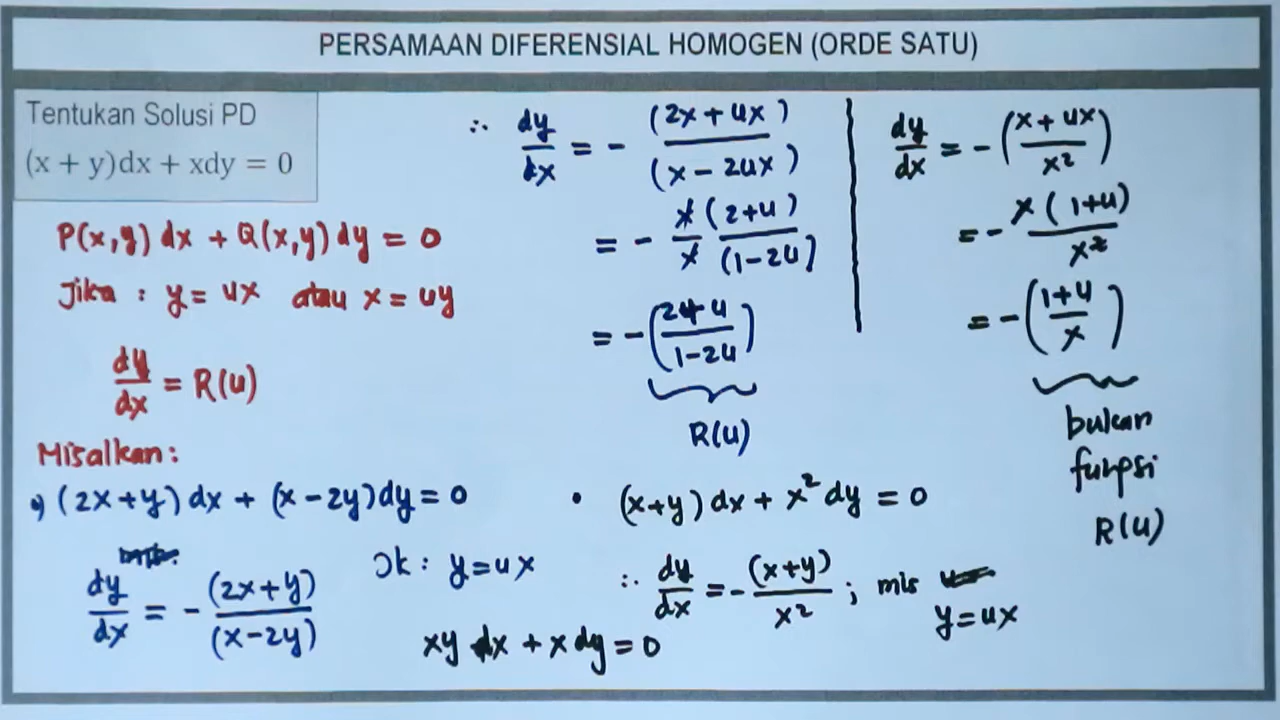 PERSAMAAN DIFERENSIAL HOMOGEN (ORDE SATU)
Tentukan Solusi PD
(x + y)dx + xdy = 0
P(x,y) dx + Q(x,y) dy = 0
Jika : y = ux atau x = uy
dy/dx = R(u)
Misalkan:
•) (2x+y) dx + (x-2y) dy = 0
dy/dx = - (2x+y)/(x-2y)
Jk : y = ux
xy dx + x dy = 0
∴ dy/dx = - (2x+ux)/(x-2ux)
= - x/x (2+u)/(1-2u)
= - (2+u/1-2u)
R(u)
• (x+y) dx + x² dy = 0
∴ dy/dx = - (x+y)/x² ; mis
y = ux
dy/dx = - (x+ux/x²)
= - x(1+u)/x²
= - (1+u/x)
bukan
fungsi
R(u)